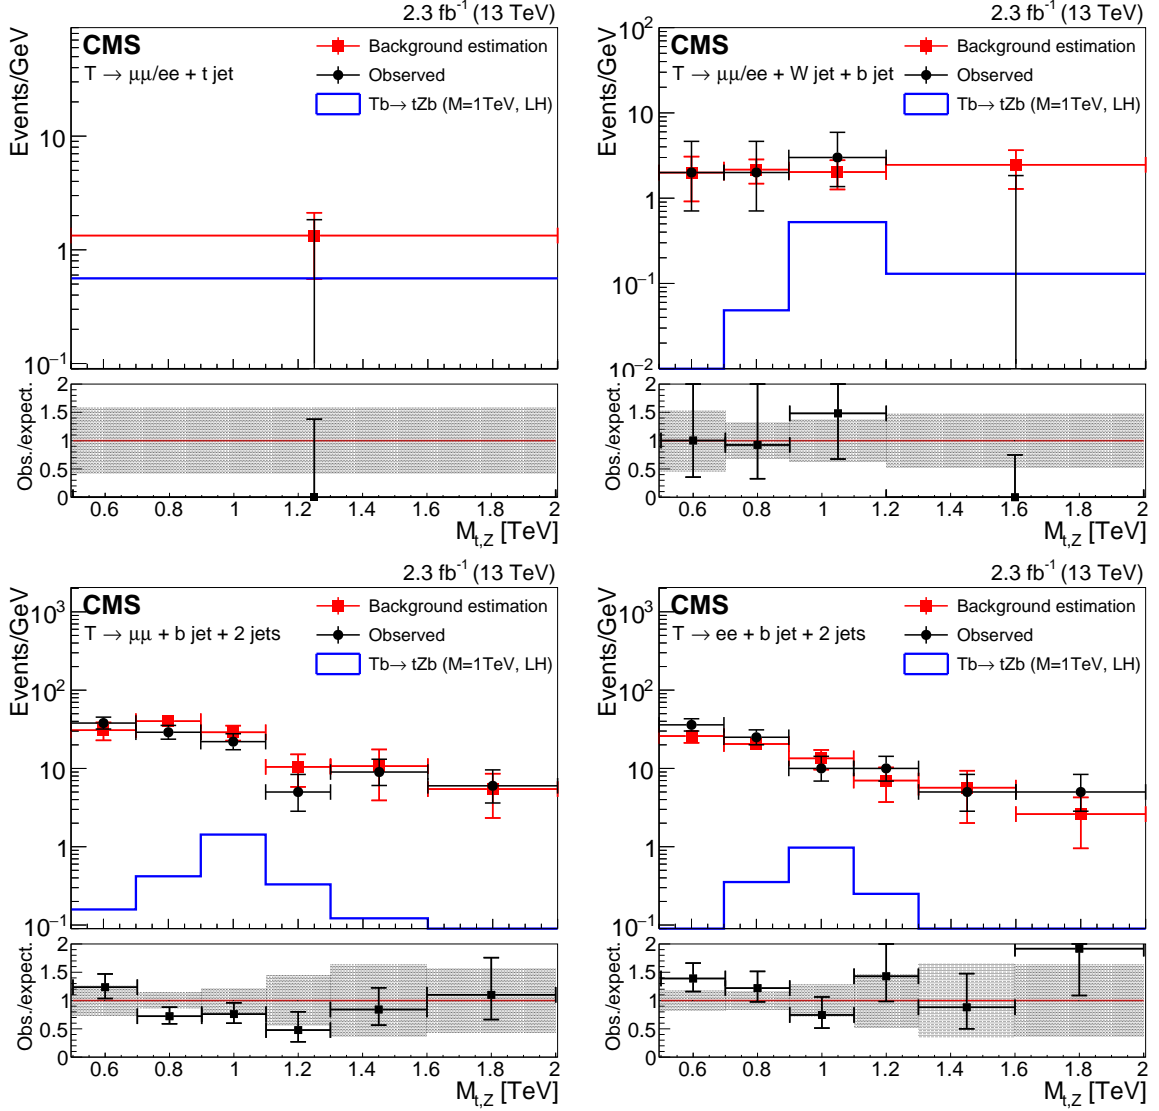 2.3 fb⁻¹ (13 TeV)
Events/GeV
CMS
T → μμ/ee + t jet
Background estimation
Observed
Tb→ tZb (M=1TeV, LH)
10
1
10⁻¹
Obs./expect.
2
1.5
1
0.5
0
0.6 0.8 1 1.2 1.4 1.6 1.8 2
M_{t,Z} [TeV]
2.3 fb⁻¹ (13 TeV)
Events/GeV
CMS
T → μμ/ee + W jet + b jet
Background estimation
Observed
Tb→ tZb (M=1TeV, LH)
10²
10
1
10⁻¹
10⁻²
Obs./expect.
2
1.5
1
0.5
0
0.6 0.8 1 1.2 1.4 1.6 1.8 2
M_{t,Z} [TeV]
2.3 fb⁻¹ (13 TeV)
Events/GeV
CMS
T → μμ + b jet + 2 jets
Background estimation
Observed
Tb→ tZb (M=1TeV, LH)
10³
10²
10
1
10⁻¹
Obs./expect.
2
1.5
1
0.5
0
0.6 0.8 1 1.2 1.4 1.6 1.8 2
M_{t,Z} [TeV]
2.3 fb⁻¹ (13 TeV)
Events/GeV
CMS
T → ee + b jet + 2 jets
Background estimation
Observed
Tb→ tZb (M=1TeV, LH)
10³
10²
10
1
10⁻¹
Obs./expect.
2
1.5
1
0.5
0
0.6 0.8 1 1.2 1.4 1.6 1.8 2
M_{t,Z} [TeV]